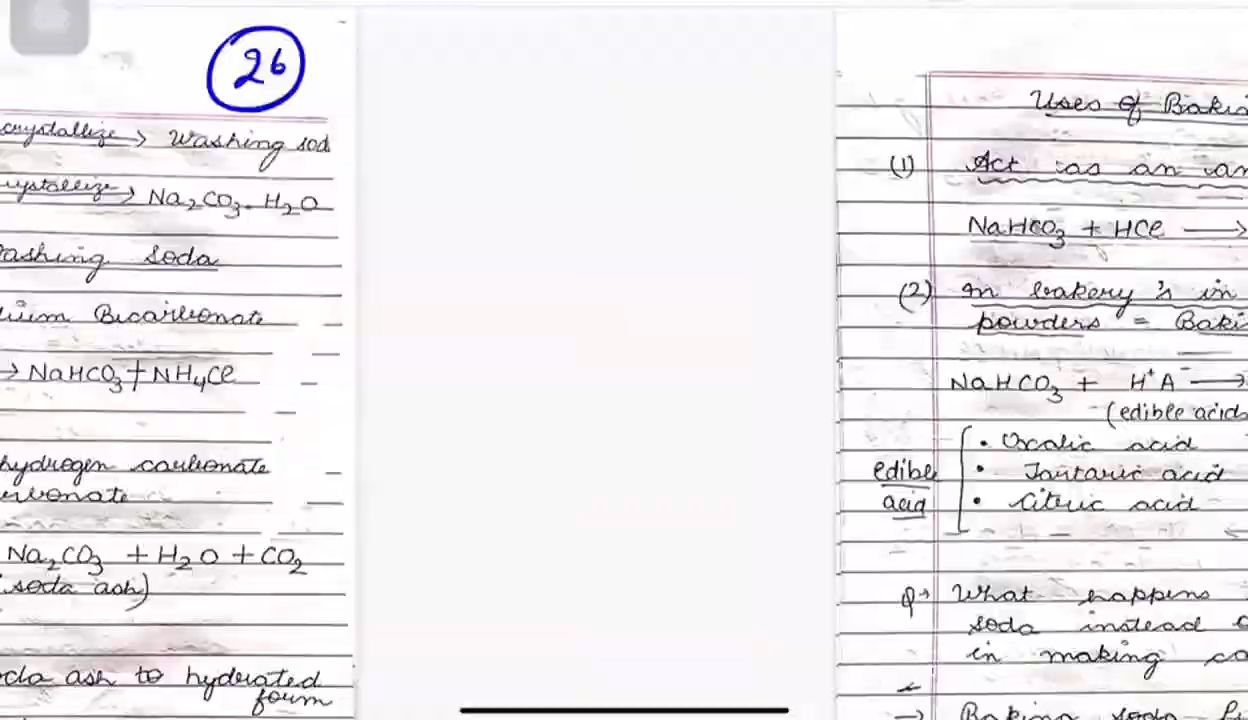 26
crystallize → Washing sod
ystallize → Na₂CO₃.H₂O
ashing soda
ium Bicarbonate
→ NaHCO₃ + NH₄Cl
hydrogen carbonate
rbonate
Na₂CO₃ + H₂O + CO₂
(soda ash)
oda ash to hydrated
form
Uses of Baki
(1) Act as an an
NaHCO₃ + HCl →
(2) In bakery's in
powders = Baki
NaHCO₃ + H⁺A⁻ →
(edible acids
edible acid
• Oxalic acid
• Tartaric acid
• Citric acid
Q→ What happens
soda instead o
in making ca
→ Baking soda